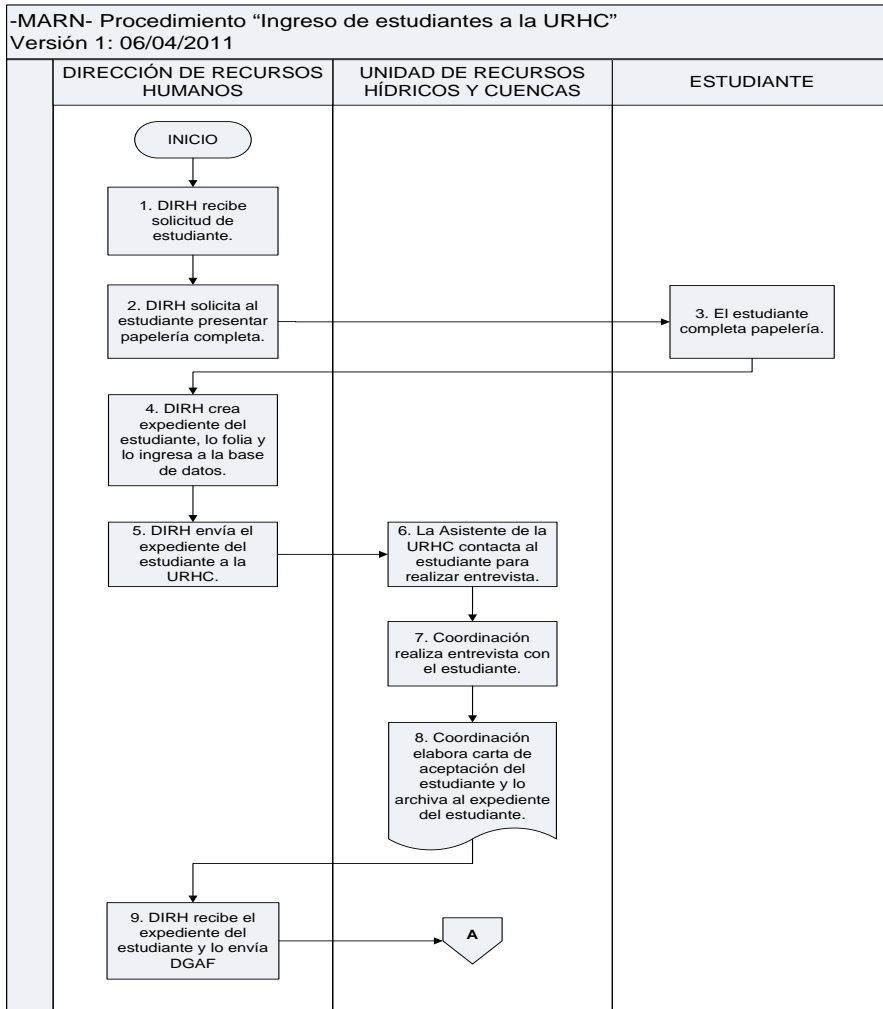 -MARN- Procedimiento “Ingreso de estudiantes a la URHC”
Versión 1: 06/04/2011
DIRECCIÓN DE RECURSOS
HUMANOS
UNIDAD DE RECURSOS
HÍDRICOS Y CUENCAS
ESTUDIANTE
INICIO
1. DIRH recibe
solicitud de
estudiante.
2. DIRH solicita al
estudiante presentar
papelería completa.
3. El estudiante
completa papelería.
4. DIRH crea
expediente del
estudiante, lo folia y
lo ingresa a la base
de datos.
5. DIRH envía el
expediente del
estudiante a la
URHC.
6. La Asistente de la
URHC contacta al
estudiante para
realizar entrevista.
7. Coordinación
realiza entrevista con
el estudiante.
8. Coordinación
elabora carta de
aceptación del
estudiante y lo
archiva al expediente
del estudiante.
9. DIRH recibe el
expediente del
estudiante y lo envía
DGAF
A